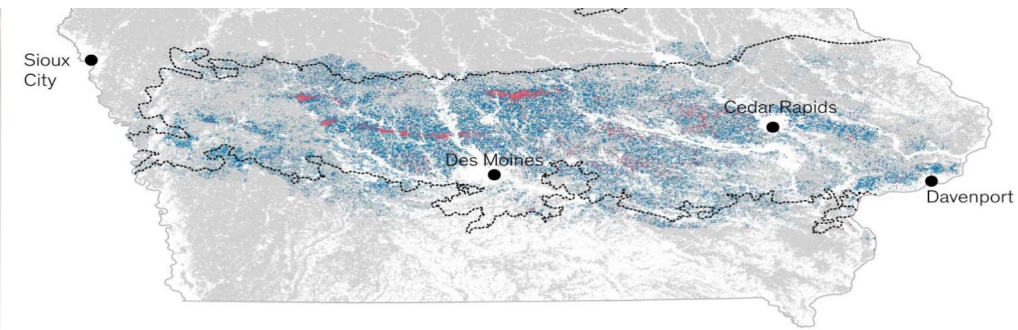 Sioux
City
Cedar Rapids
Des Moines
Davenport